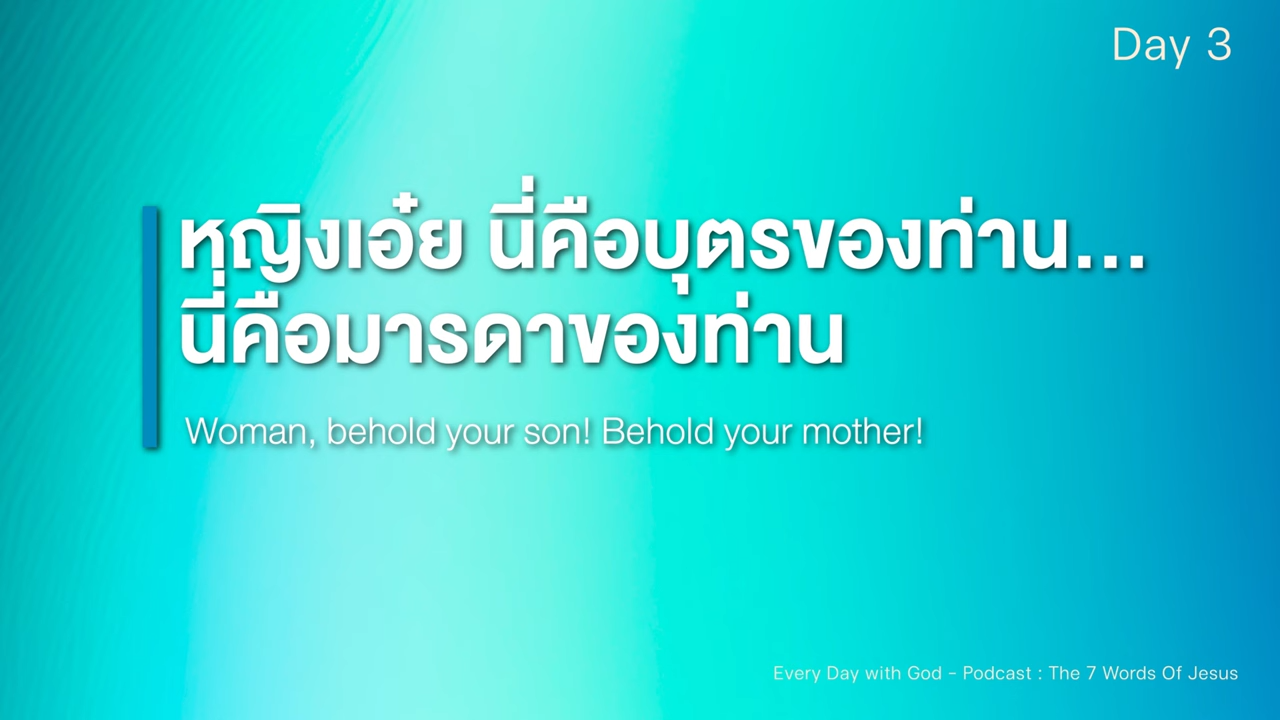 Day 3
หญิงเอ๋ย นี่คือบุตรของท่าน...
นี่คือมารดาของท่าน
Woman, behold your son! Behold your mother!
Every Day with God - Podcast : The 7 Words Of Jesus